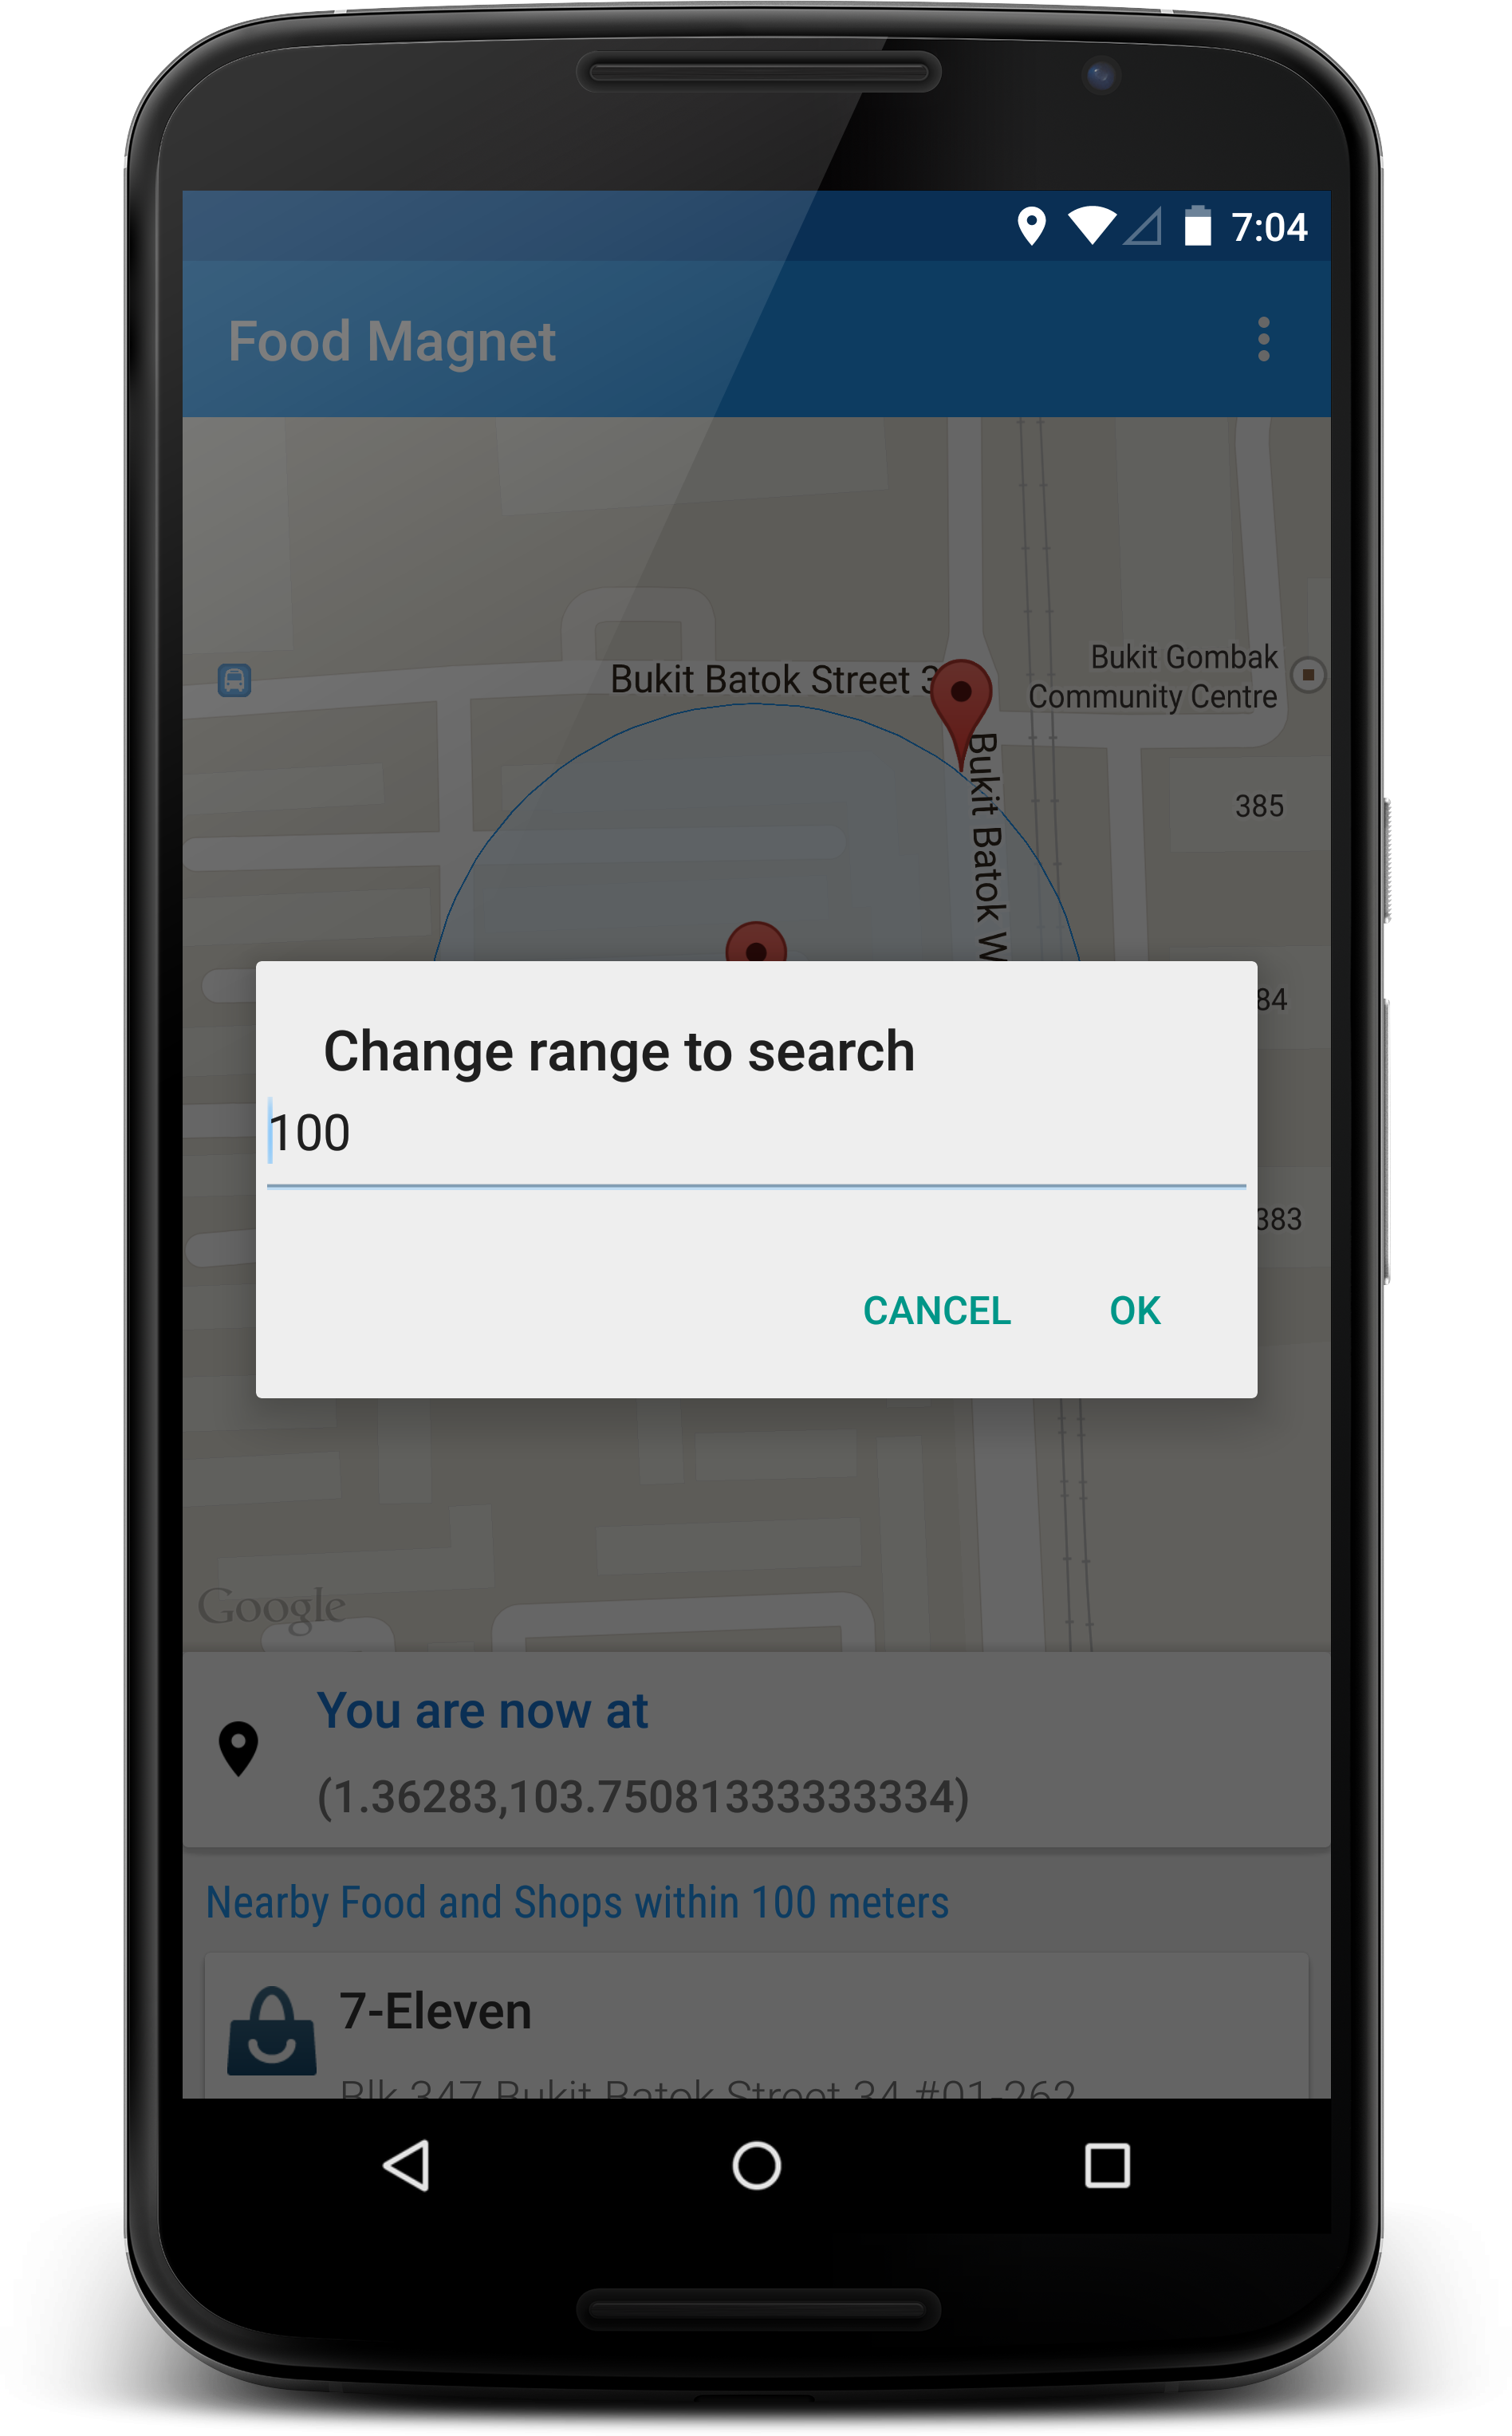 7:04
Food Magnet
Bukit Batok Street 3
Bukit Gombak
Community Centre
Bukit Batok W
385
84
383
Change range to search
100
CANCEL
OK
Google
You are now at
(1.36283,103.75081333333334)
Nearby Food and Shops within 100 meters
7-Eleven
Blk 347 Bukit Batok Street 34 #01-262